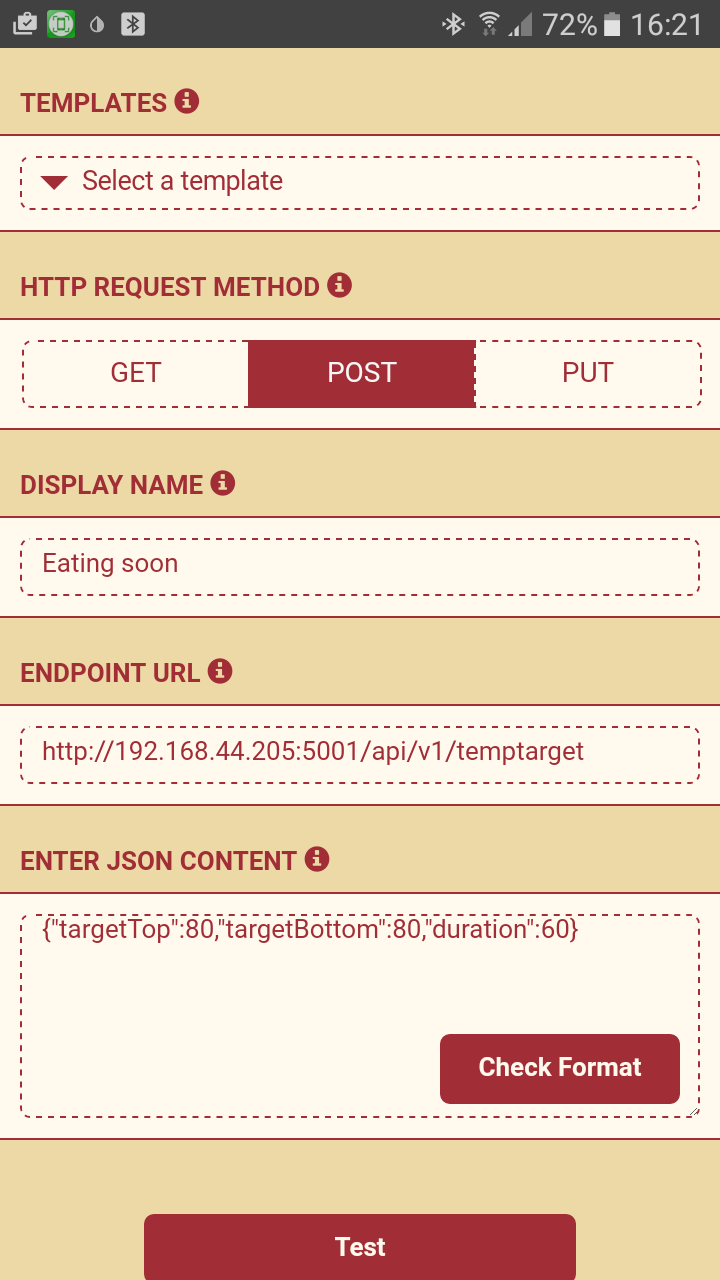 72% 16:21
TEMPLATES
Select a template
HTTP REQUEST METHOD
GET POST PUT
DISPLAY NAME
Eating soon
ENDPOINT URL
http://192.168.44.205:5001/api/v1/temptarget
ENTER JSON CONTENT
{"targetTop":80,"targetBottom":80,"duration":60}
Check Format
Test